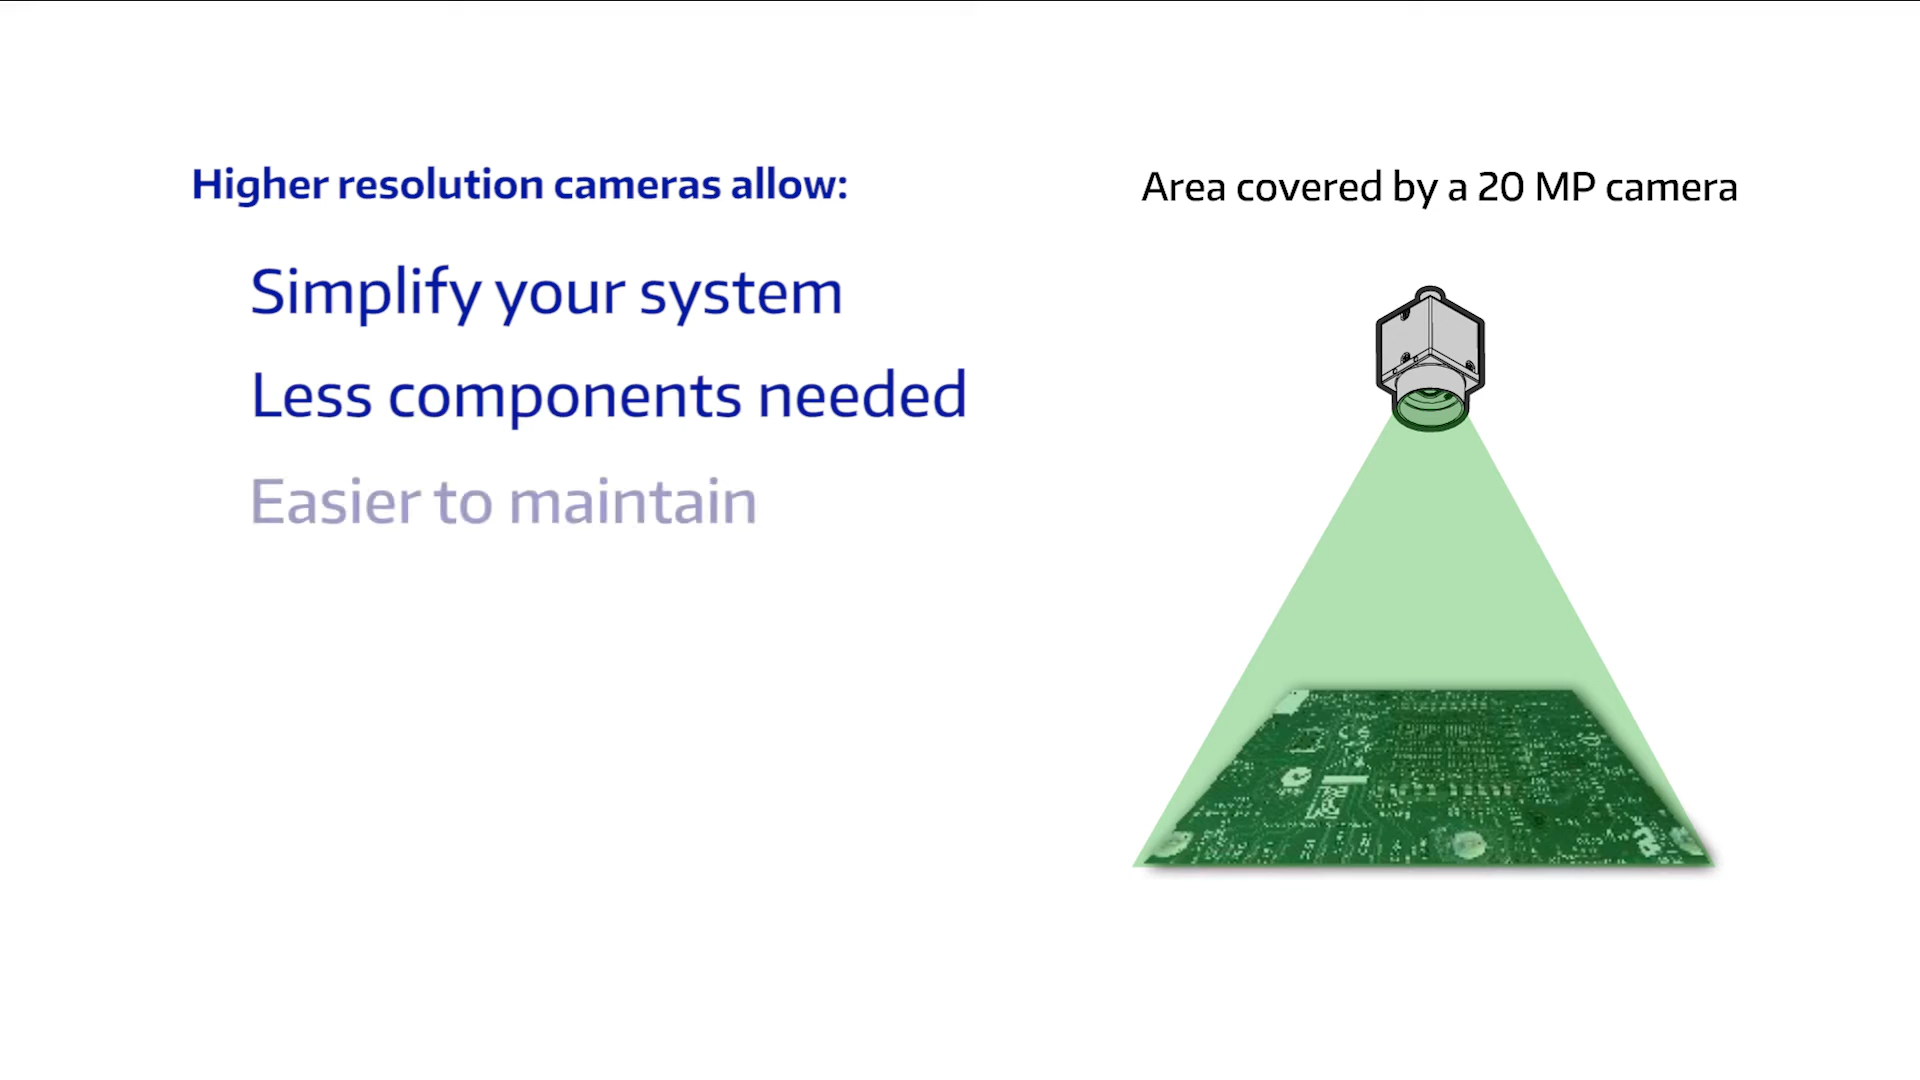 Higher resolution cameras allow:
Simplify your system
Less components needed
Easier to maintain
Area covered by a 20 MP camera